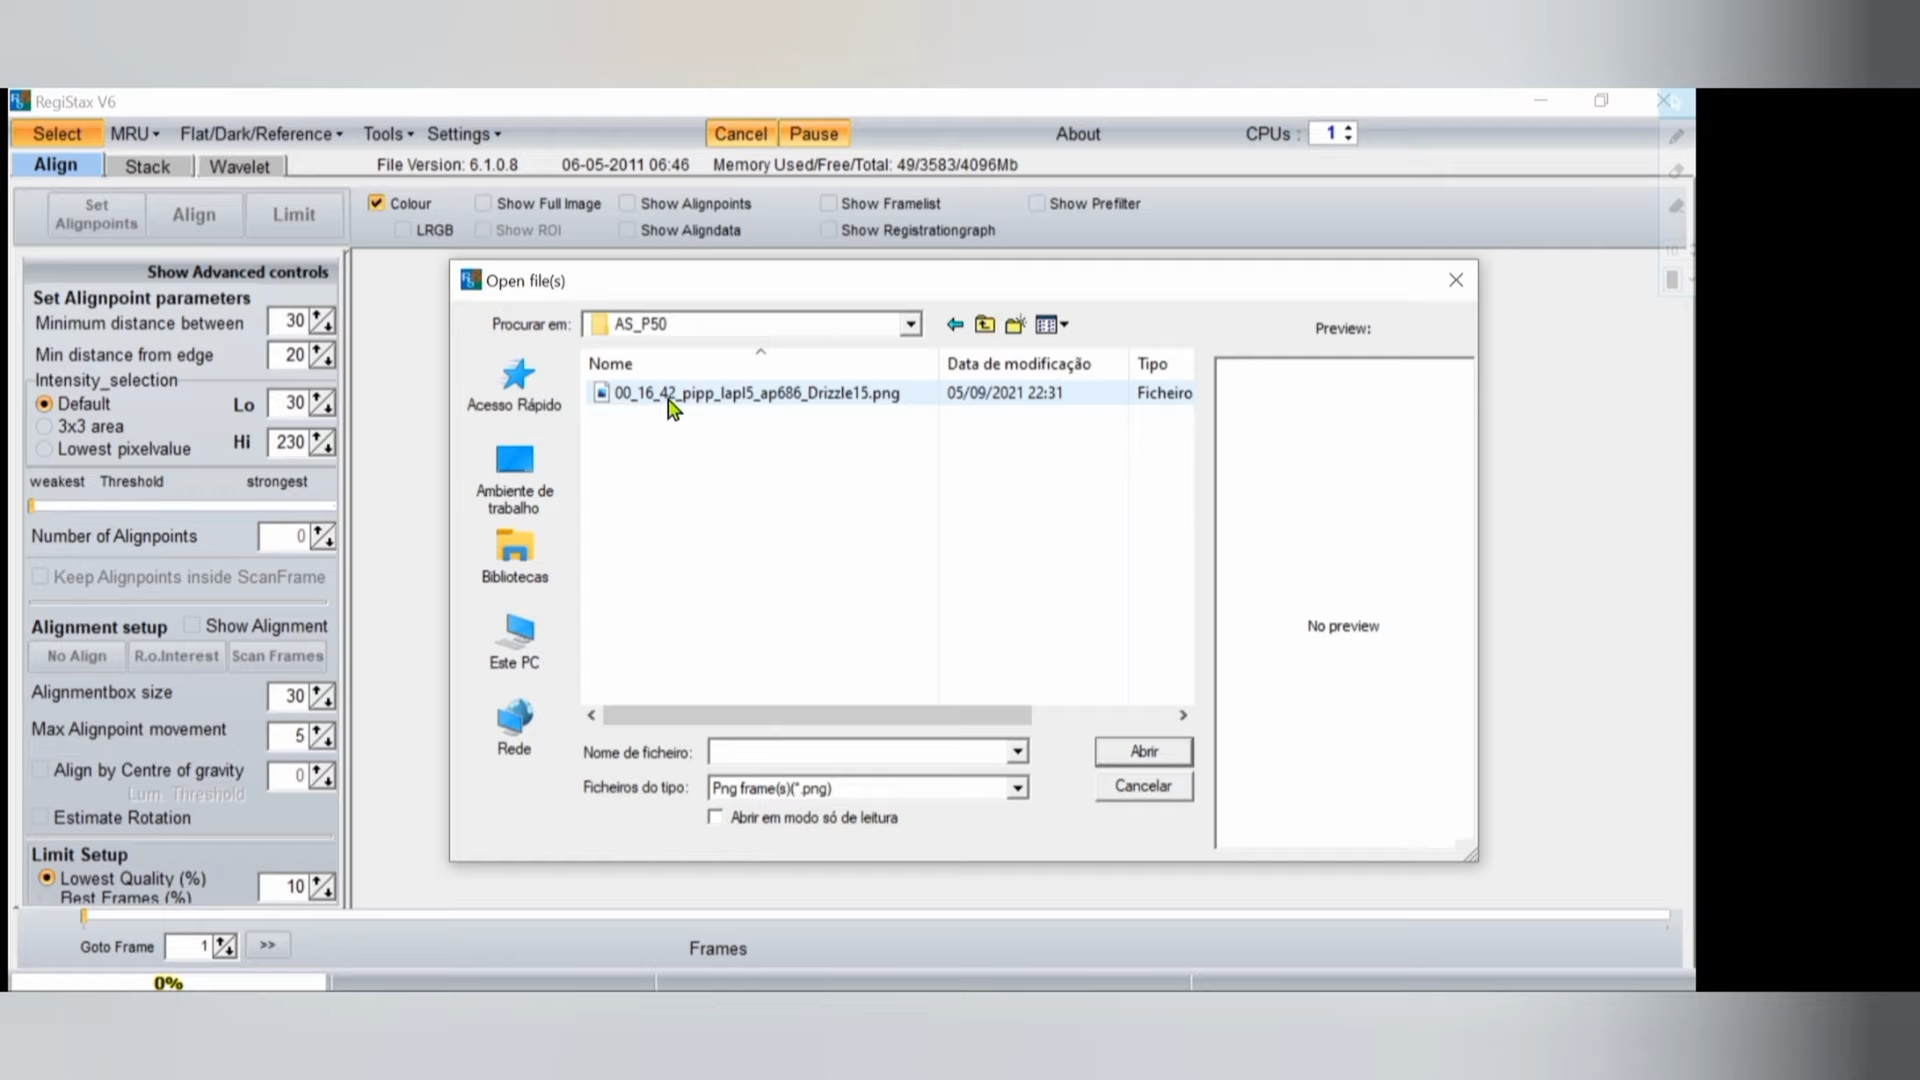 RegiStax V6
Select MRU Flat/Dark/Reference Tools Settings Cancel Pause About CPUs : 1
Align Stack Wavelet File Version: 6.1.0.8 06-05-2011 06:46 Memory Used/Free/Total: 49/3583/4096Mb
Set Alignpoints Align Limit
Colour Show Full Image Show Alignpoints Show Framelist Show Prefilter
LRGB Show ROI Show Aligndata Show Registrationgraph
Show Advanced controls
Set Alignpoint parameters
Minimum distance between 30
Min distance from edge 20
Intensity_selection
Default Lo 30
3x3 area
Lowest pixelvalue Hi 230
weakest Threshold strongest
Number of Alignpoints 0
Keep Alignpoints inside ScanFrame
Alignment setup Show Alignment
No Align R.o.Interest Scan Frames
Alignmentbox size 30
Max Alignpoint movement 5
Align by Centre of gravity 0
Lum. Threshold
Estimate Rotation
Limit Setup
Lowest Quality (%) 10
Best Frames (%)
Goto Frame 1 >> Frames
0%
Open file(s)
Procurar em: AS_P50
Preview:
Nome Data de modificação Tipo
00_16_42_pipp_lapl5_ap686_Drizzle15.png 05/09/2021 22:31 Ficheiro
Acesso Rápido
Ambiente de
trabalho
Bibliotecas
Este PC
Rede
No preview
Nome de ficheiro: Abrir
Ficheiros do tipo: Png frame(s)(*.png) Cancelar
Abrir em modo só de leitura
10